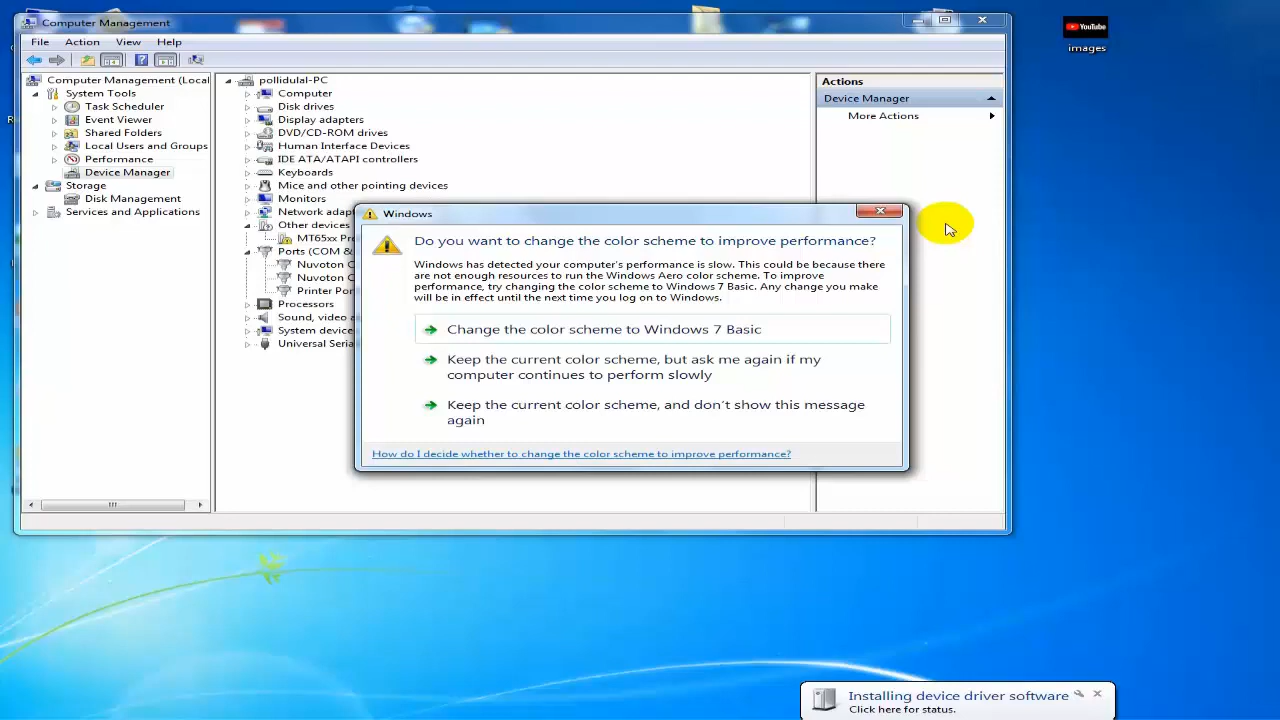 Computer Management
File Action View Help
Computer Management (Local
System Tools
Task Scheduler
Event Viewer
Shared Folders
Local Users and Groups
Performance
Device Manager
Storage
Disk Management
Services and Applications
pollidulal-PC
Computer
Disk drives
Display adapters
DVD/CD-ROM drives
Human Interface Devices
IDE ATA/ATAPI controllers
Keyboards
Mice and other pointing devices
Monitors
Network adap
Other devices
MT65xx Pre
Ports (COM &
Nuvoton C
Nuvoton C
Printer Por
Processors
Sound, video a
System device
Universal Seria
Actions
Device Manager
More Actions
Windows
Do you want to change the color scheme to improve performance?
Windows has detected your computer's performance is slow. This could be because there
are not enough resources to run the Windows Aero color scheme. To improve
performance, try changing the color scheme to Windows 7 Basic. Any change you make
will be in effect until the next time you log on to Windows.
Change the color scheme to Windows 7 Basic
Keep the current color scheme, but ask me again if my
computer continues to perform slowly
Keep the current color scheme, and don't show this message
again
How do I decide whether to change the color scheme to improve performance?
YouTube
images
Installing device driver software
Click here for status.